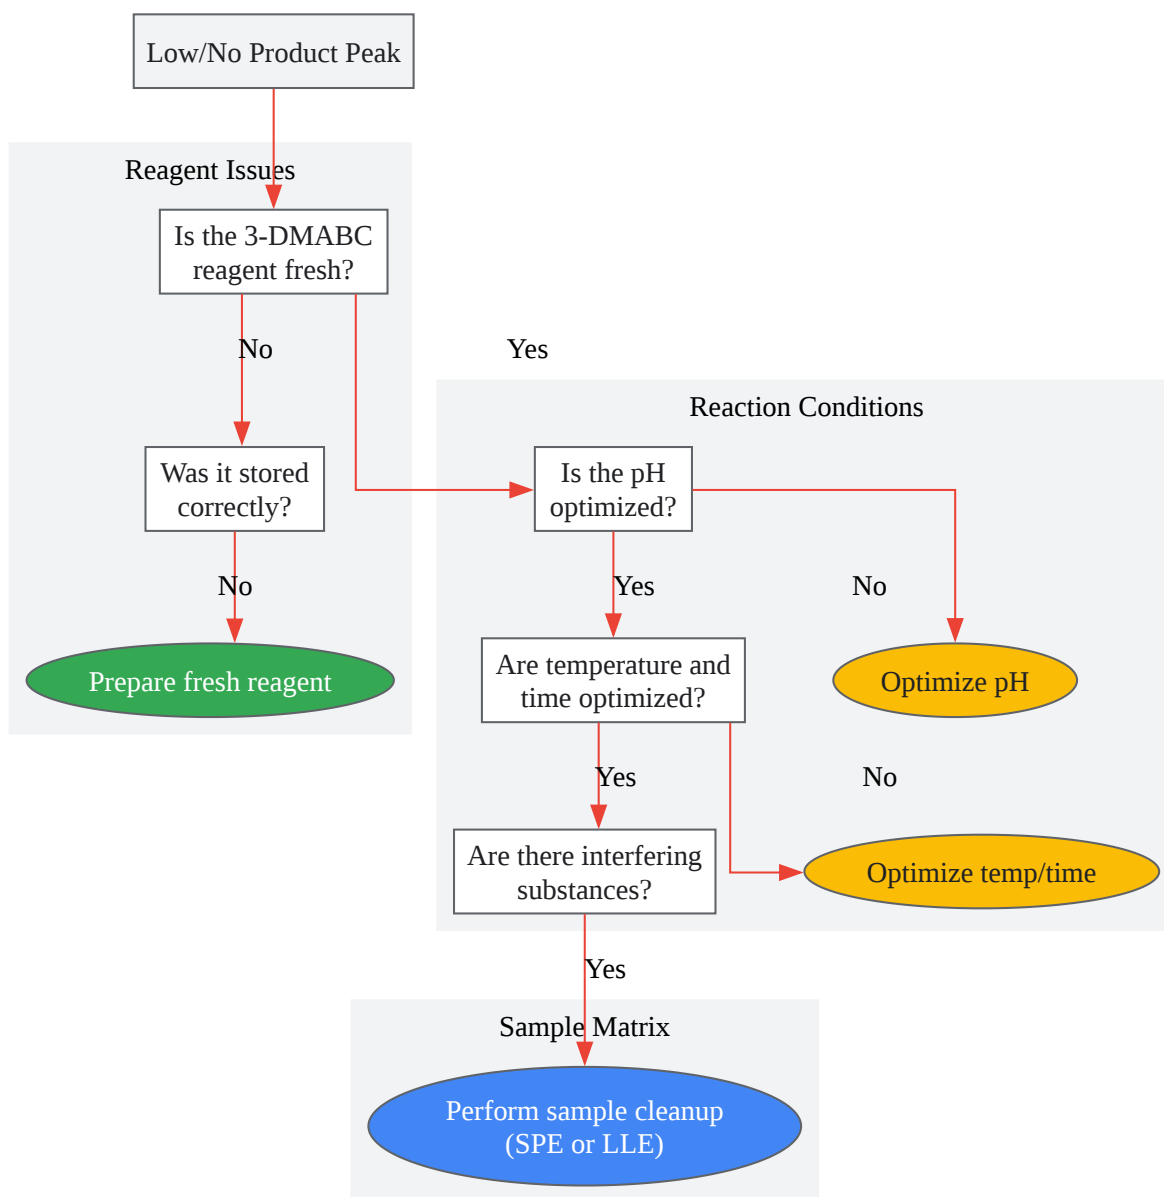 Low/No Product Peak
Reagent Issues
Is the 3-DMABC
reagent fresh?
No
Yes
Reaction Conditions
Was it stored
correctly?
Is the pH
optimized?
No
Yes
No
Prepare fresh reagent
Are temperature and
time optimized?
Optimize pH
Yes
No
Are there interfering
substances?
Optimize temp/time
Yes
Sample Matrix
Perform sample cleanup
(SPE or LLE)